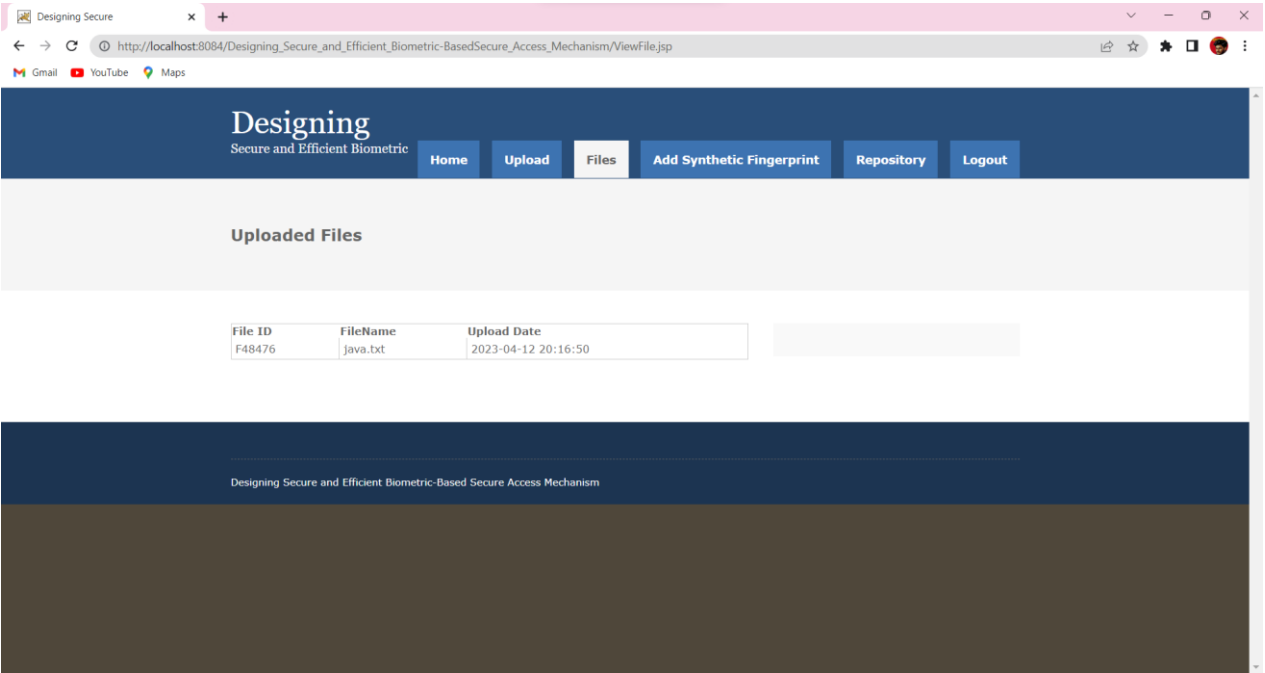 Designing Secure
http://localhost:8084/Designing_Secure_and_Efficient_Biometric-BasedSecure_Access_Mechanism/ViewFile.jsp
Gmail YouTube Maps
Designing
Secure and Efficient Biometric
Home Upload Files Add Synthetic Fingerprint Repository Logout
Uploaded Files
File ID FileName Upload Date
F48476 java.txt 2023-04-12 20:16:50
Designing Secure and Efficient Biometric-Based Secure Access Mechanism